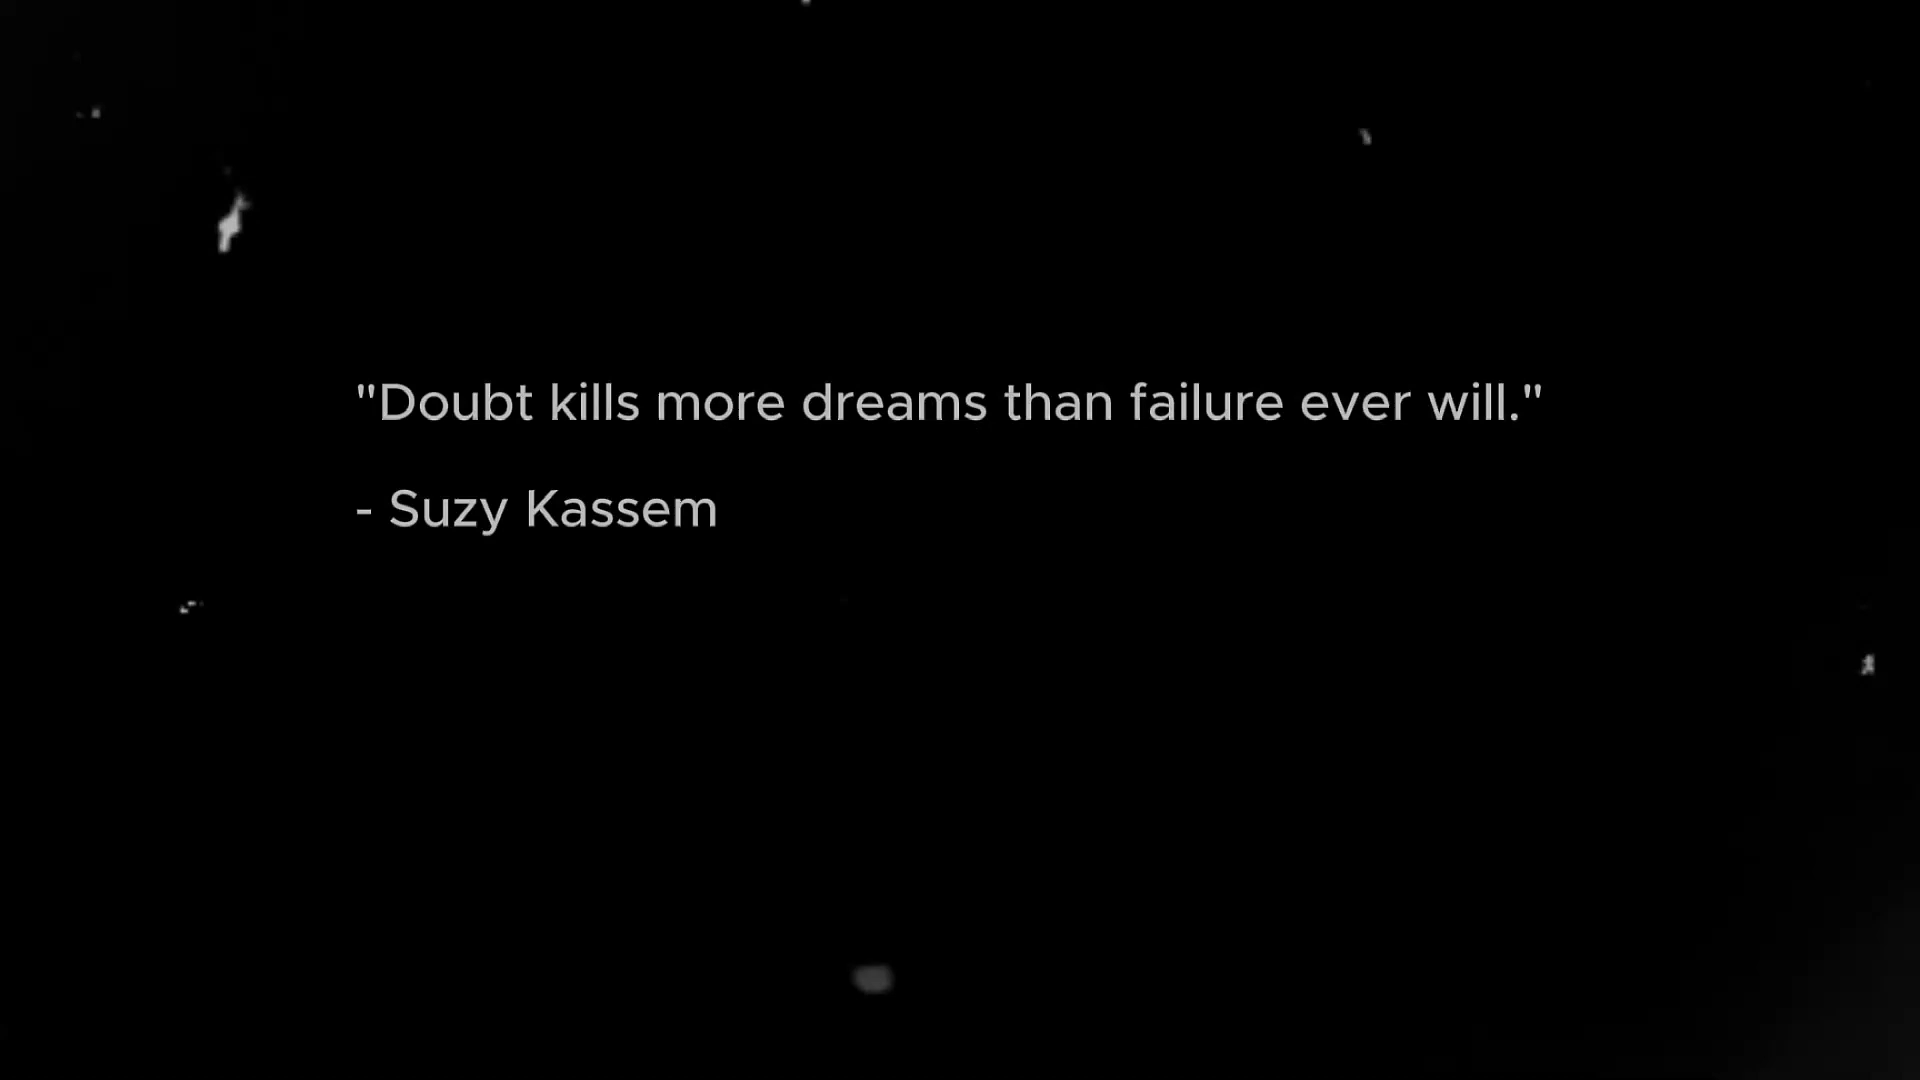 "Doubt kills more dreams than failure ever will."
- Suzy Kassem